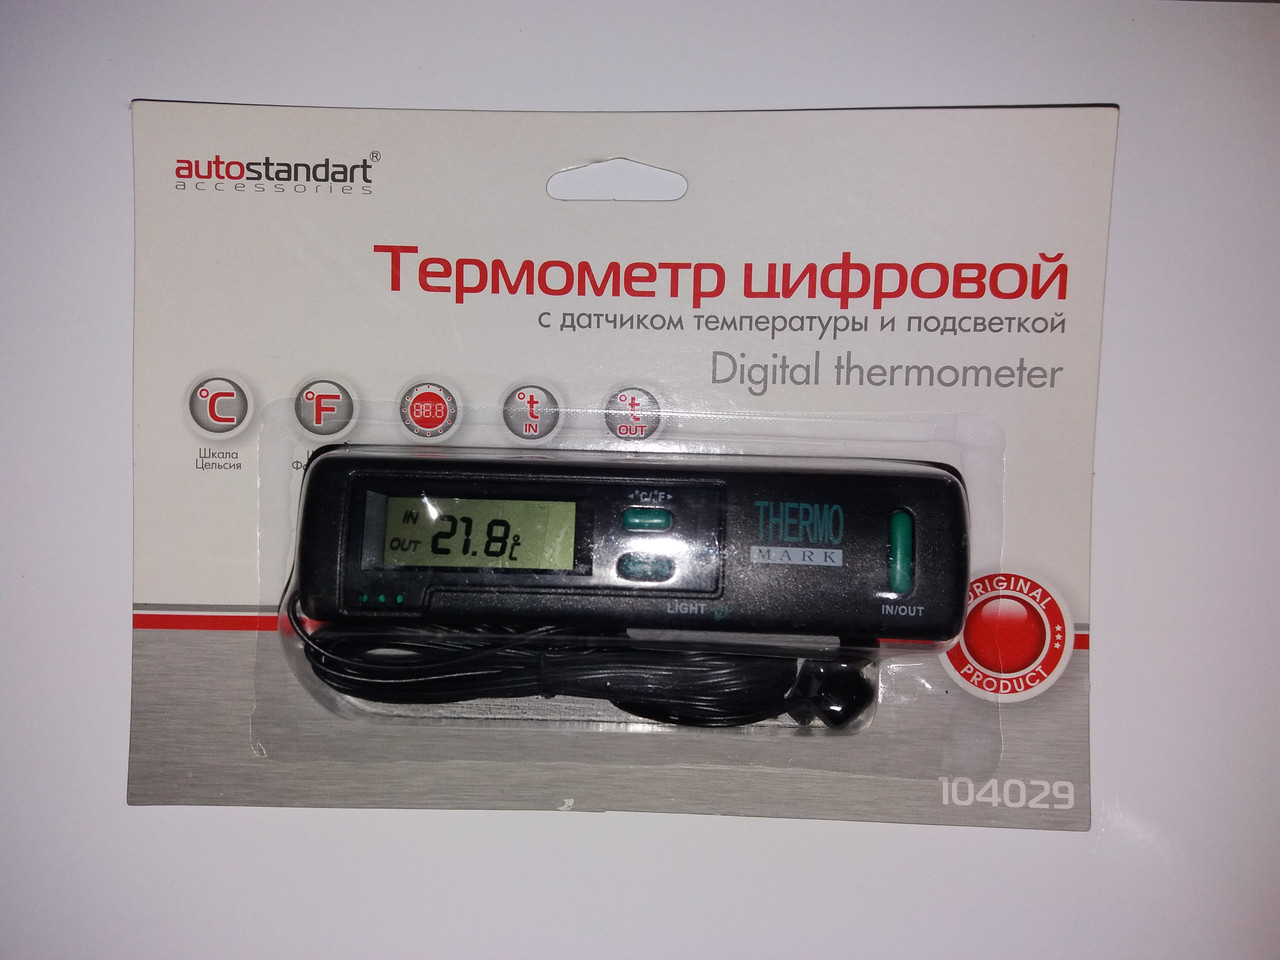 autostandart®
accessories
Термометр цифровой
с датчиком температуры и подсветкой
Digital thermometer
°C
°F
88.8
°t
IN
°t
OUT
Шкала
Цельсия
◄°C/°F►
IN
OUT 21.8°C
THERMO
MARK
LIGHT
IN/OUT
ORIGINAL
PRODUCT
104029